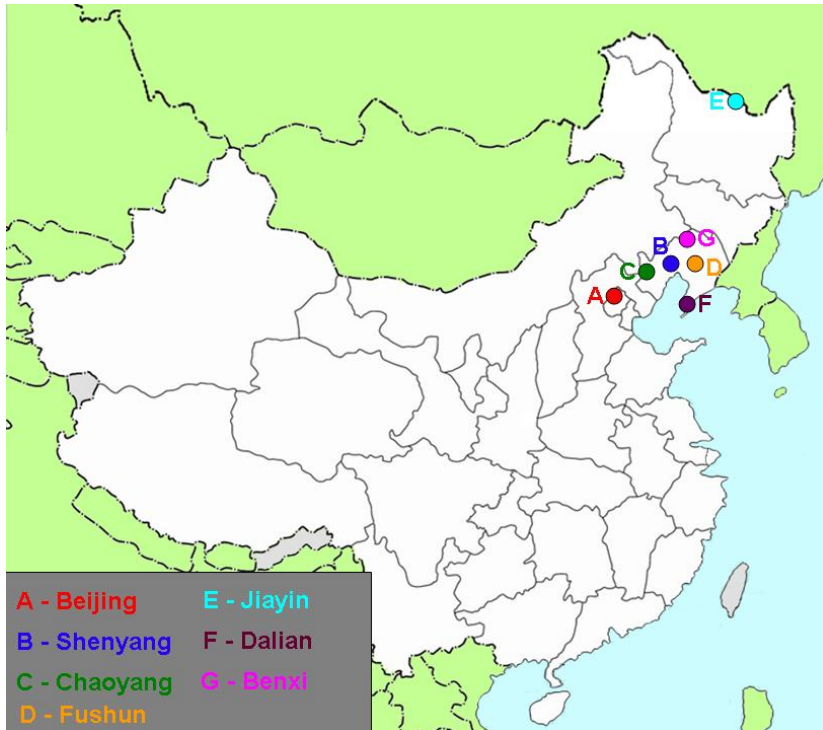 E
B
G
C
D
A
F
A - Beijing
E - Jiayin
B - Shenyang
F - Dalian
C - Chaoyang
G - Benxi
D - Fushun